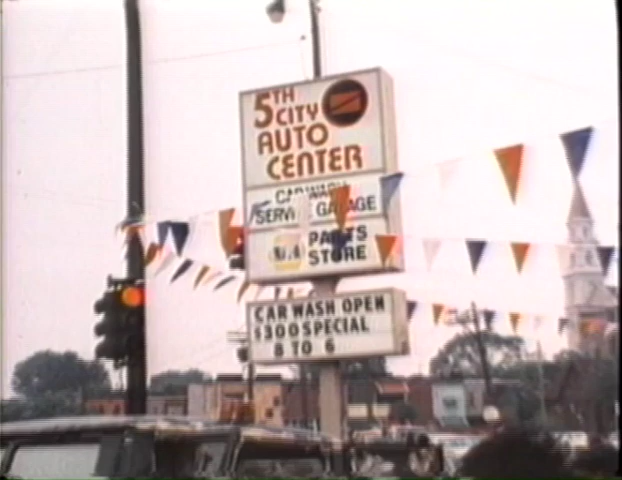 5TH
CITY
AUTO
CENTER
CAR WASH
SERVICE GARAGE
PARTS
STORE
CAR WASH OPEN
$300 SPECIAL
8 TO 6